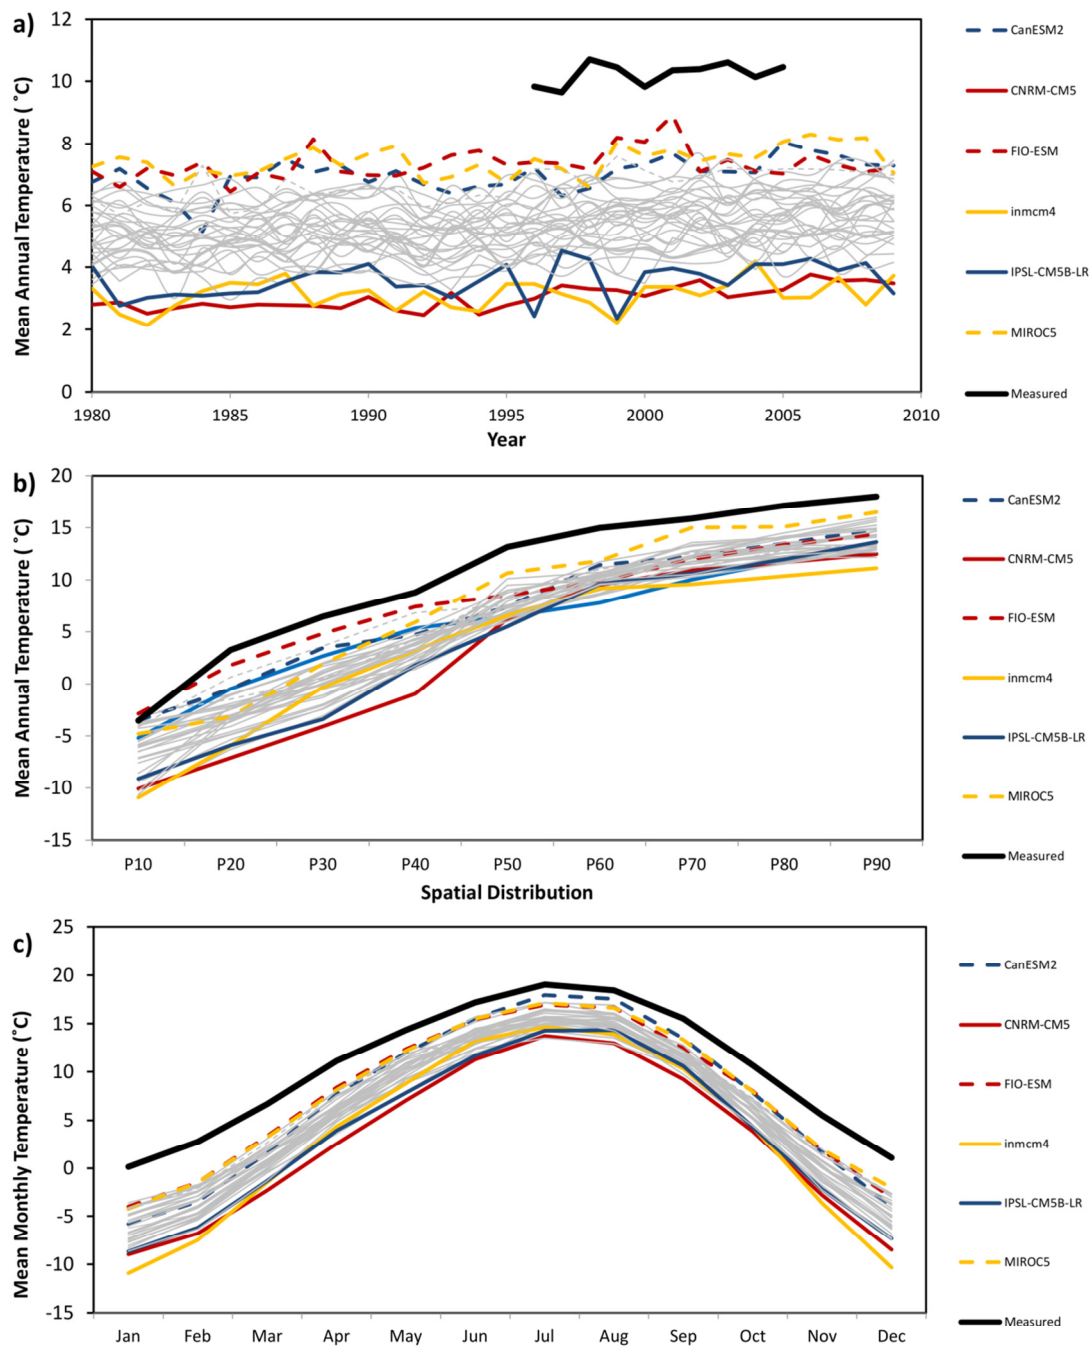 a)
Mean Annual Temperature ( ˚C)
12
10
8
6
4
2
0
1980
1985
1990
1995
2000
2005
2010
Year
CanESM2
CNRM-CM5
FIO-ESM
inmcm4
IPSL-CM5B-LR
MIROC5
Measured
b)
Mean Annual Temperature ( ˚C)
20
15
10
5
0
-5
-10
-15
P10
P20
P30
P40
P50
P60
P70
P80
P90
Spatial Distribution
CanESM2
CNRM-CM5
FIO-ESM
inmcm4
IPSL-CM5B-LR
MIROC5
Measured
c)
Mean Monthly Temperature (˚C)
25
20
15
10
5
0
-5
-10
-15
Jan
Feb
Mar
Apr
May
Jun
Jul
Aug
Sep
Oct
Nov
Dec
CanESM2
CNRM-CM5
FIO-ESM
inmcm4
IPSL-CM5B-LR
MIROC5
Measured